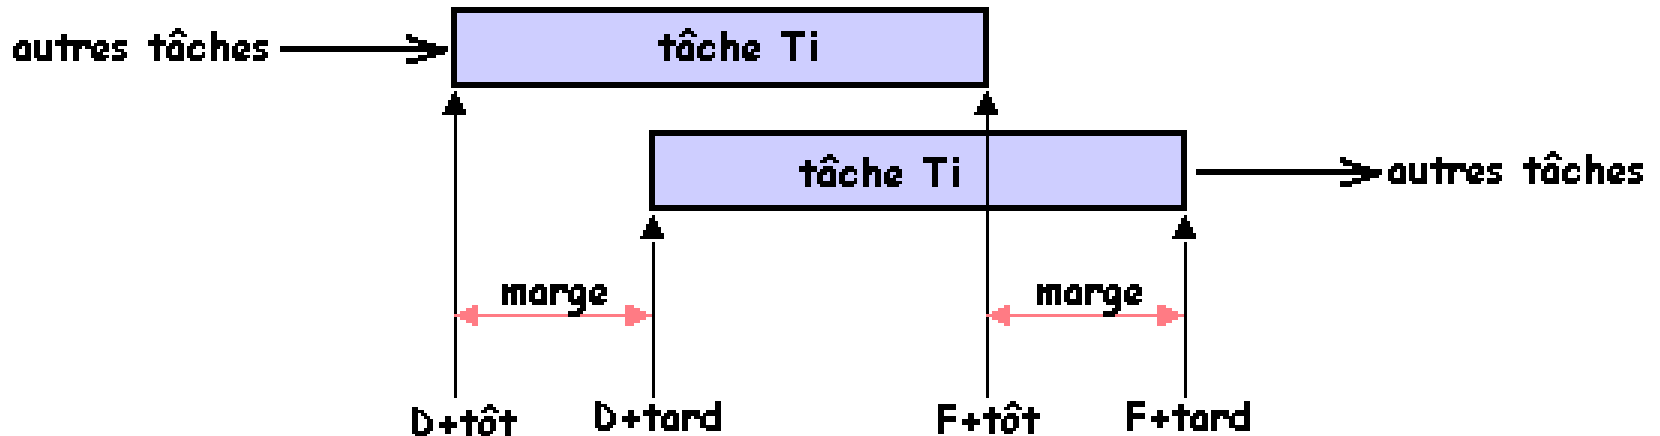 autres tâches
tâche Ti
tâche Ti
autres tâches
marge
marge
D+tôt
D+tard
F+tôt
F+tard